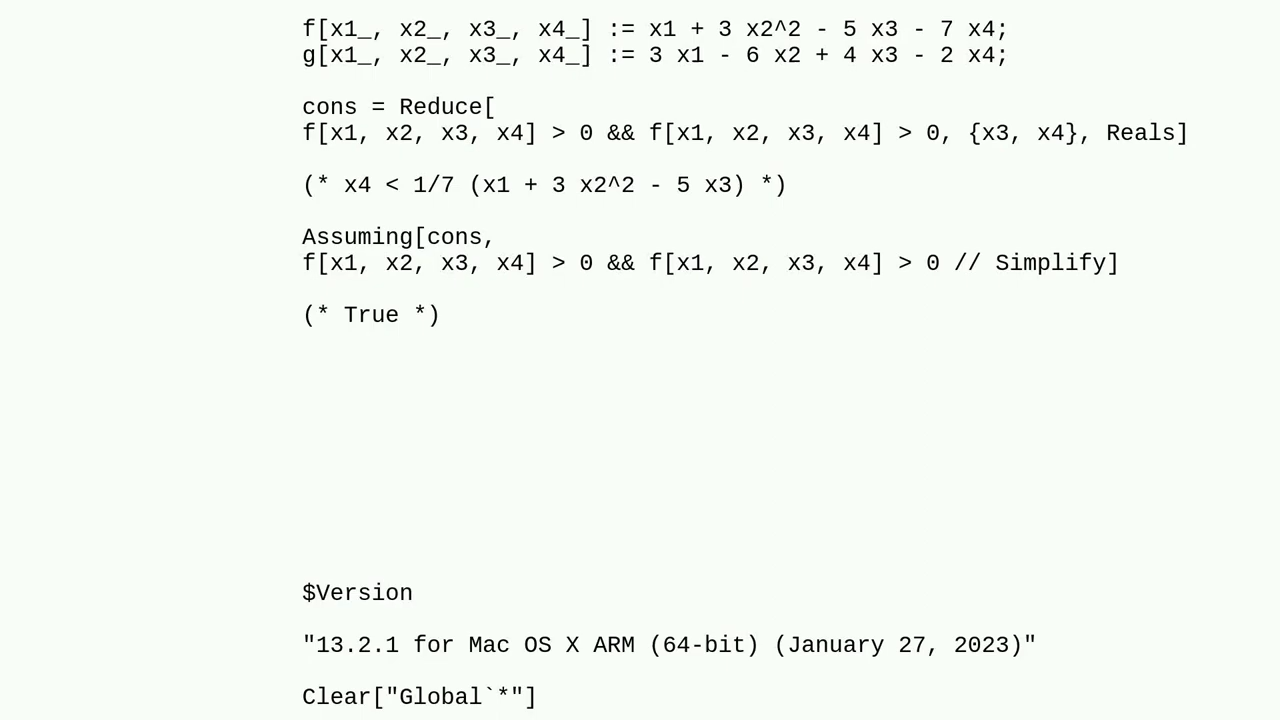 f[x1_, x2_, x3_, x4_] := x1 + 3 x2^2 - 5 x3 - 7 x4;
g[x1_, x2_, x3_, x4_] := 3 x1 - 6 x2 + 4 x3 - 2 x4;
cons = Reduce[
f[x1, x2, x3, x4] > 0 && f[x1, x2, x3, x4] > 0, {x3, x4}, Reals]
(* x4 < 1/7 (x1 + 3 x2^2 - 5 x3) *)
Assuming[cons,
f[x1, x2, x3, x4] > 0 && f[x1, x2, x3, x4] > 0 // Simplify]
(* True *)
$Version
"13.2.1 for Mac OS X ARM (64-bit) (January 27, 2023)"
Clear["Global`*"]